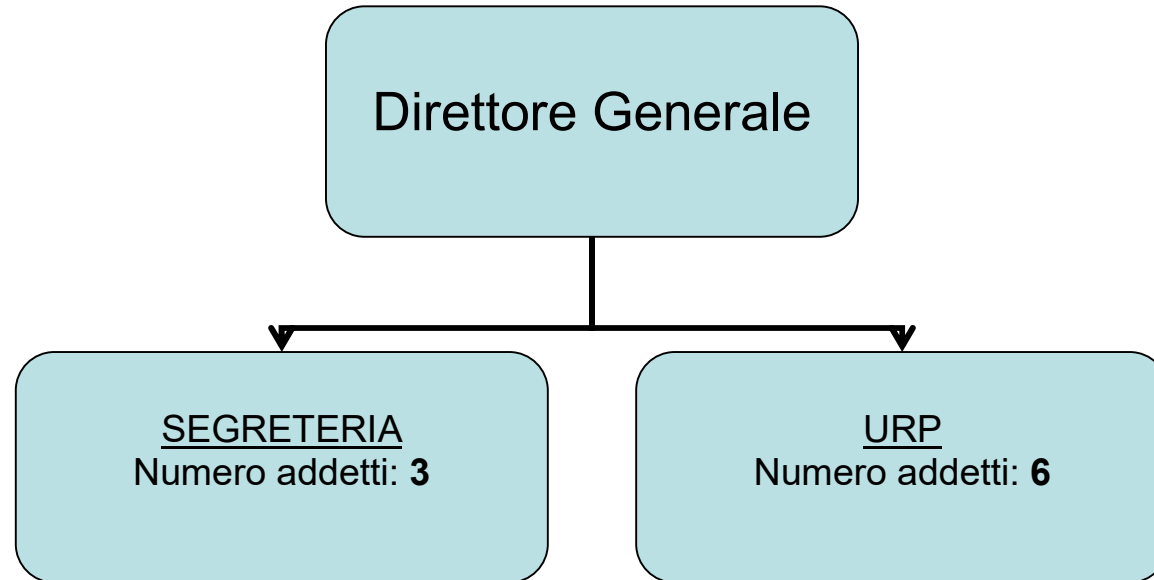 Direttore Generale
SEGRETERIA
Numero addetti: 3
URP
Numero addetti: 6